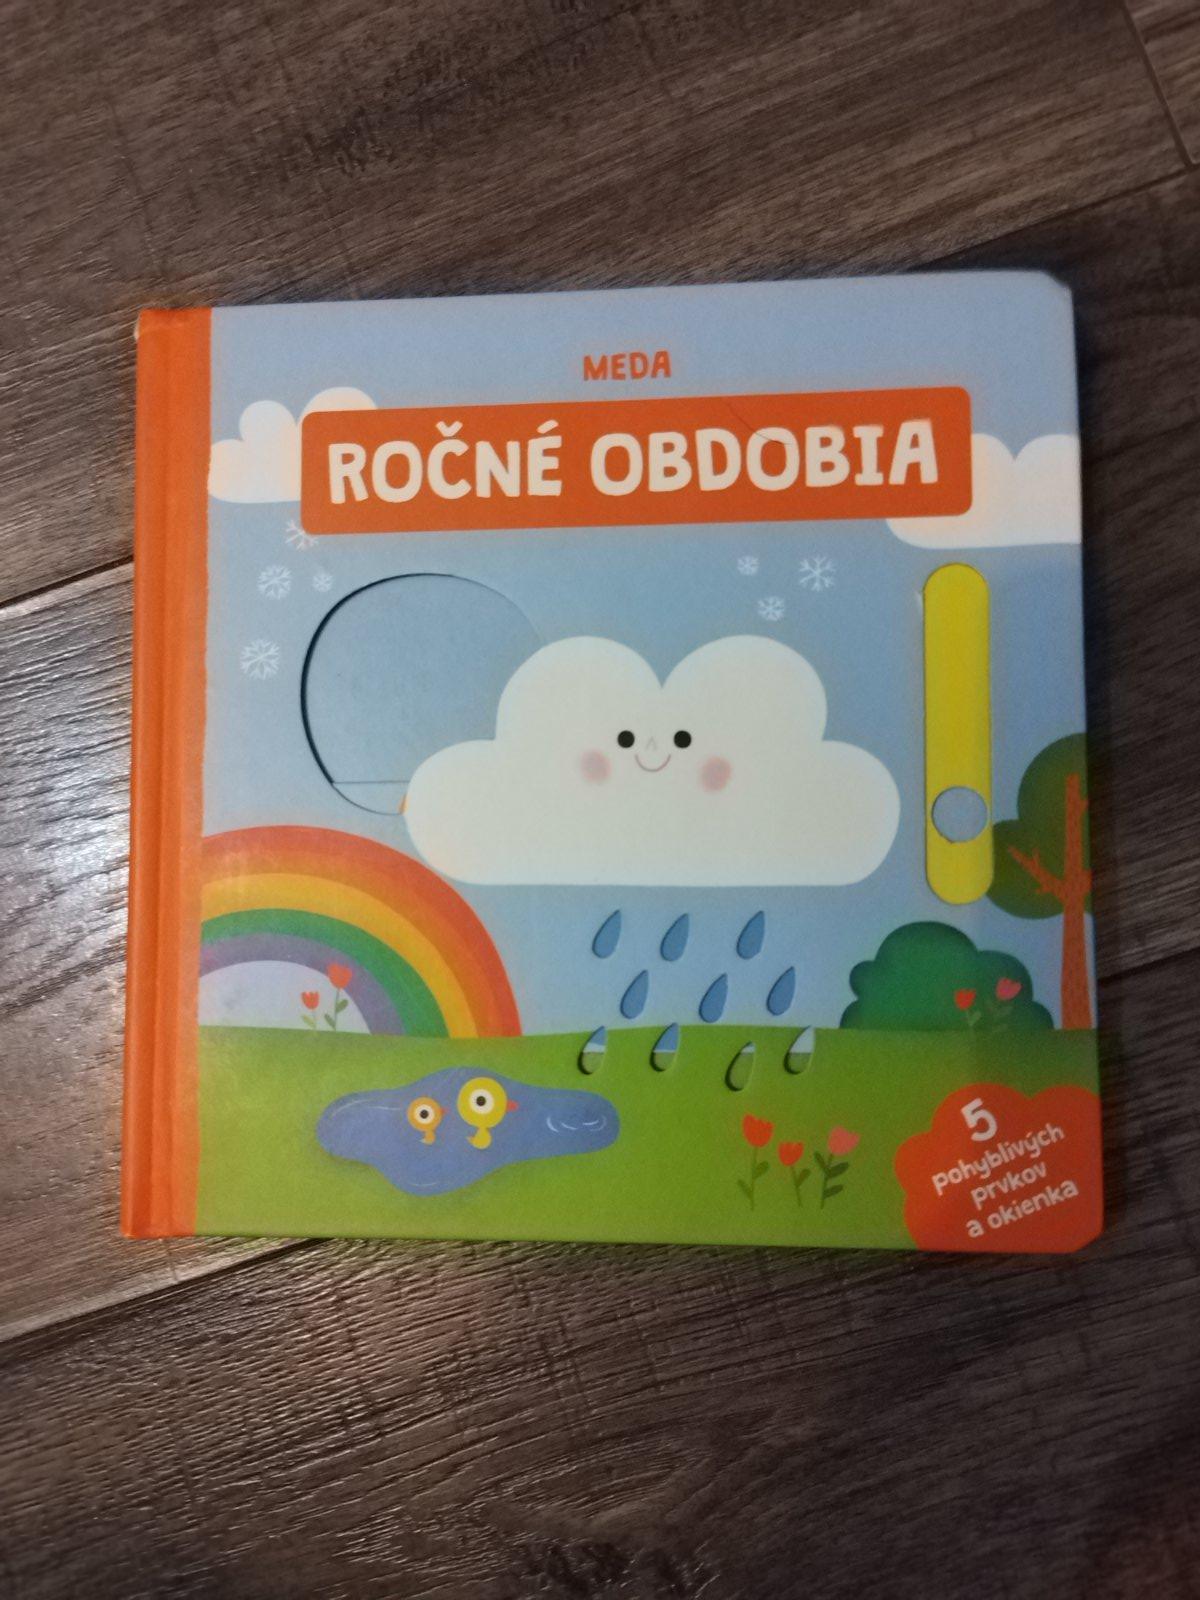 MEDA
ROČNÉ OBDOBIA
5
pohyblivých
prvkov
a okienka